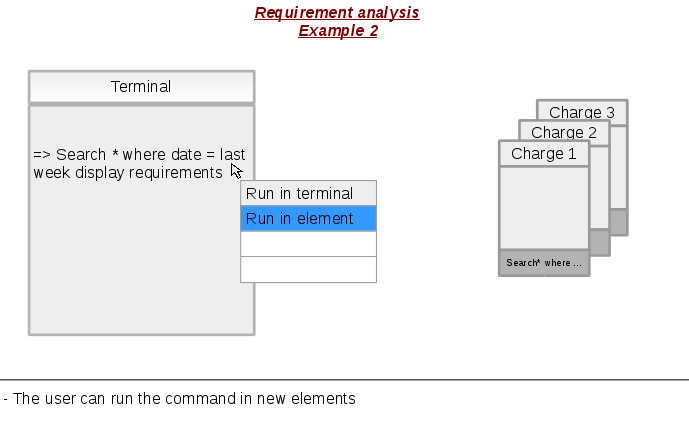 Requirement analysis
Example 2
Terminal
=> Search * where date = last
week display requirements
Run in terminal
Run in element
Charge 3
Charge 2
Charge 1
Search* where ...
- The user can run the command in new elements